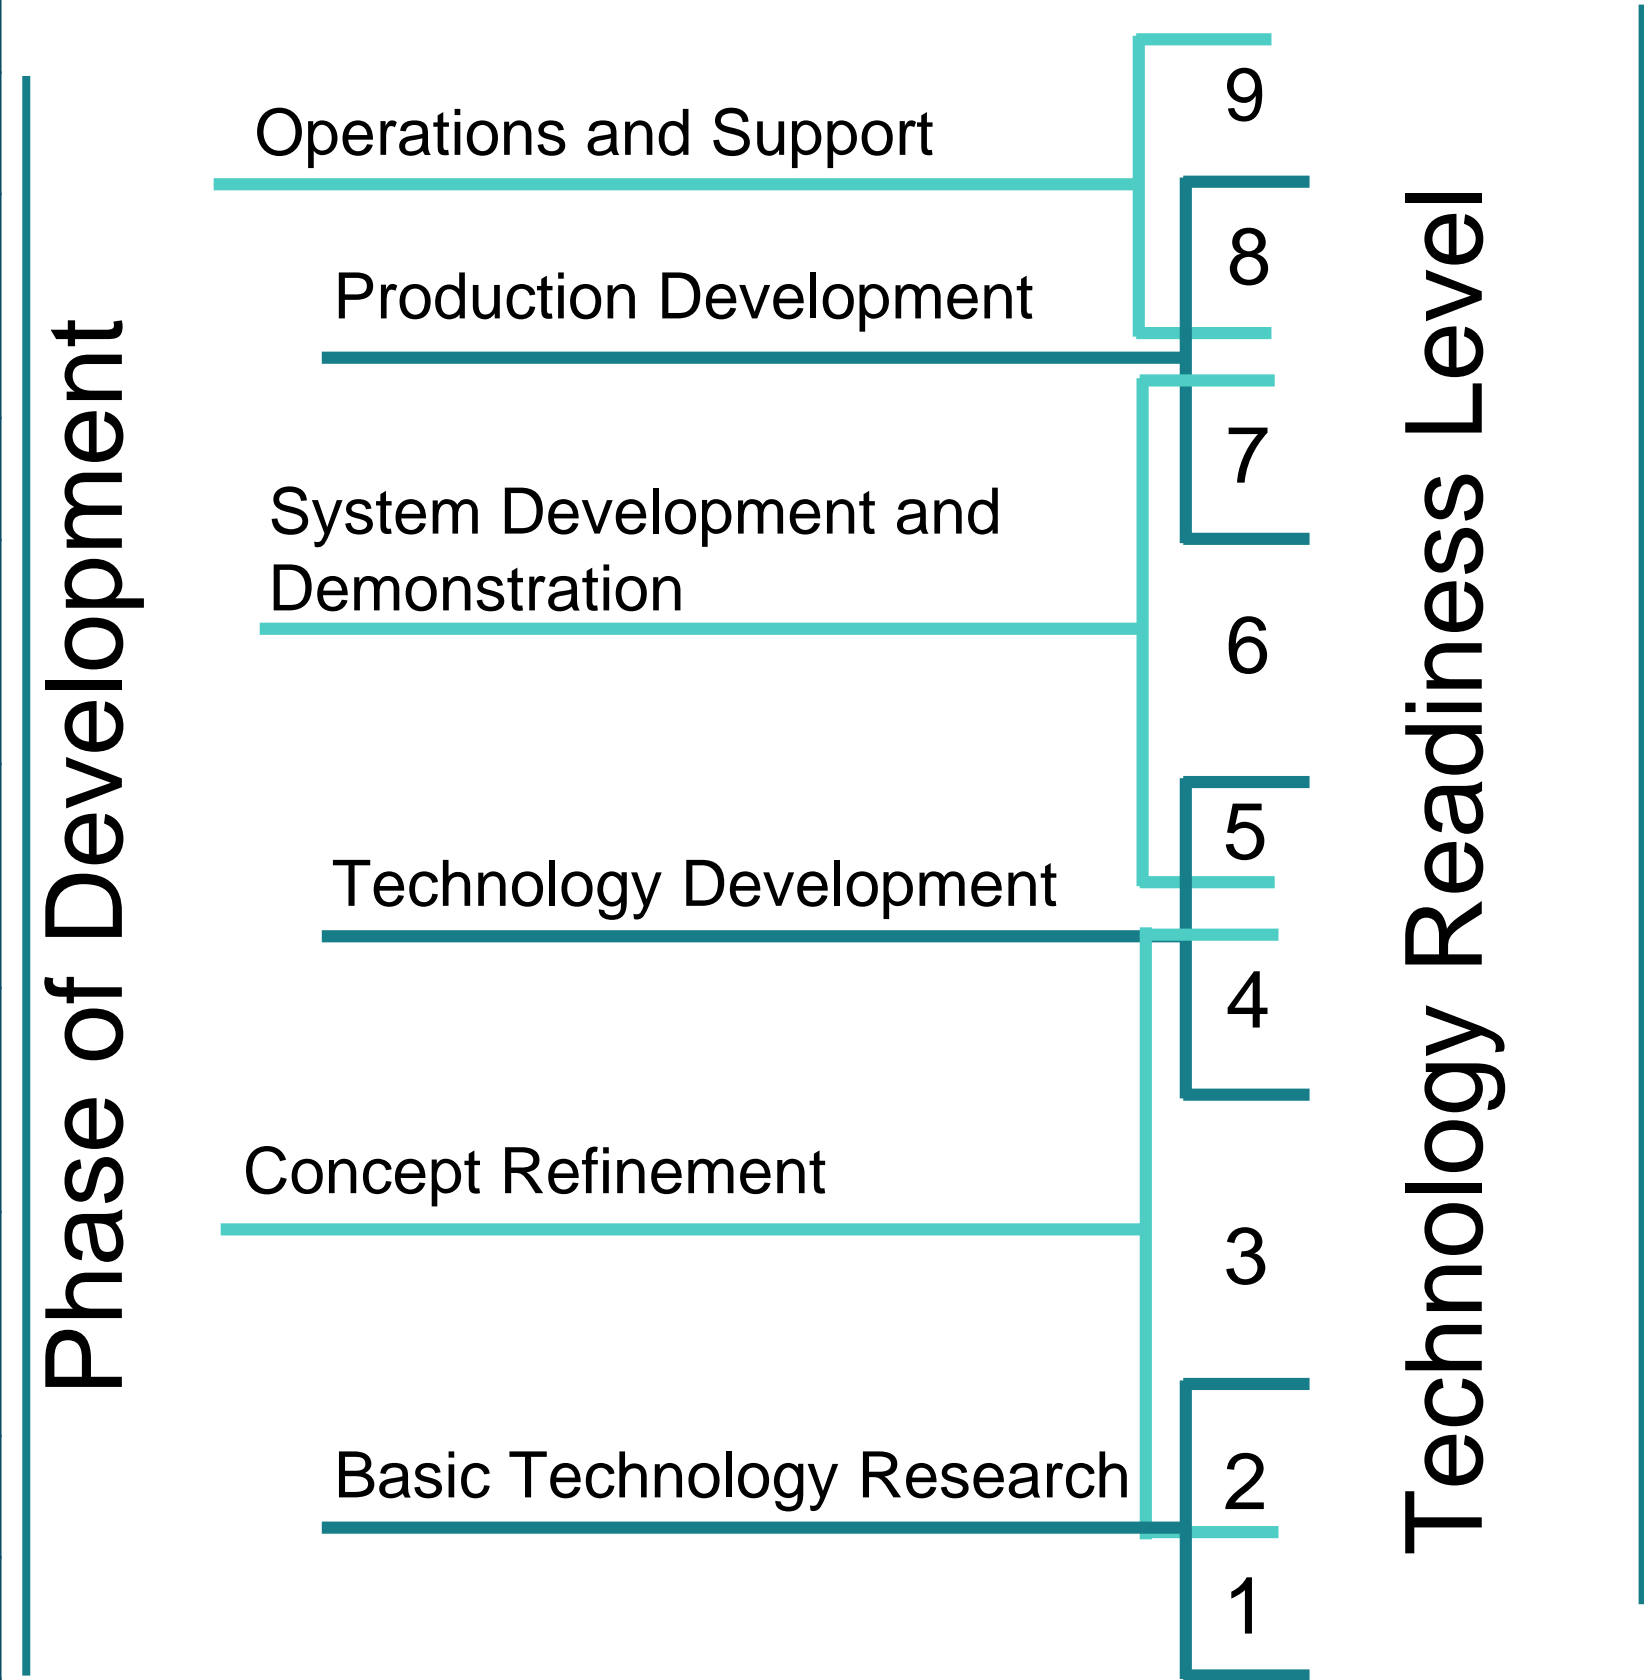 Phase of Development
Operations and Support
Production Development
System Development and
Demonstration
Technology Development
Concept Refinement
Basic Technology Research
9
8
7
6
5
4
3
2
1
Technology Readiness Level